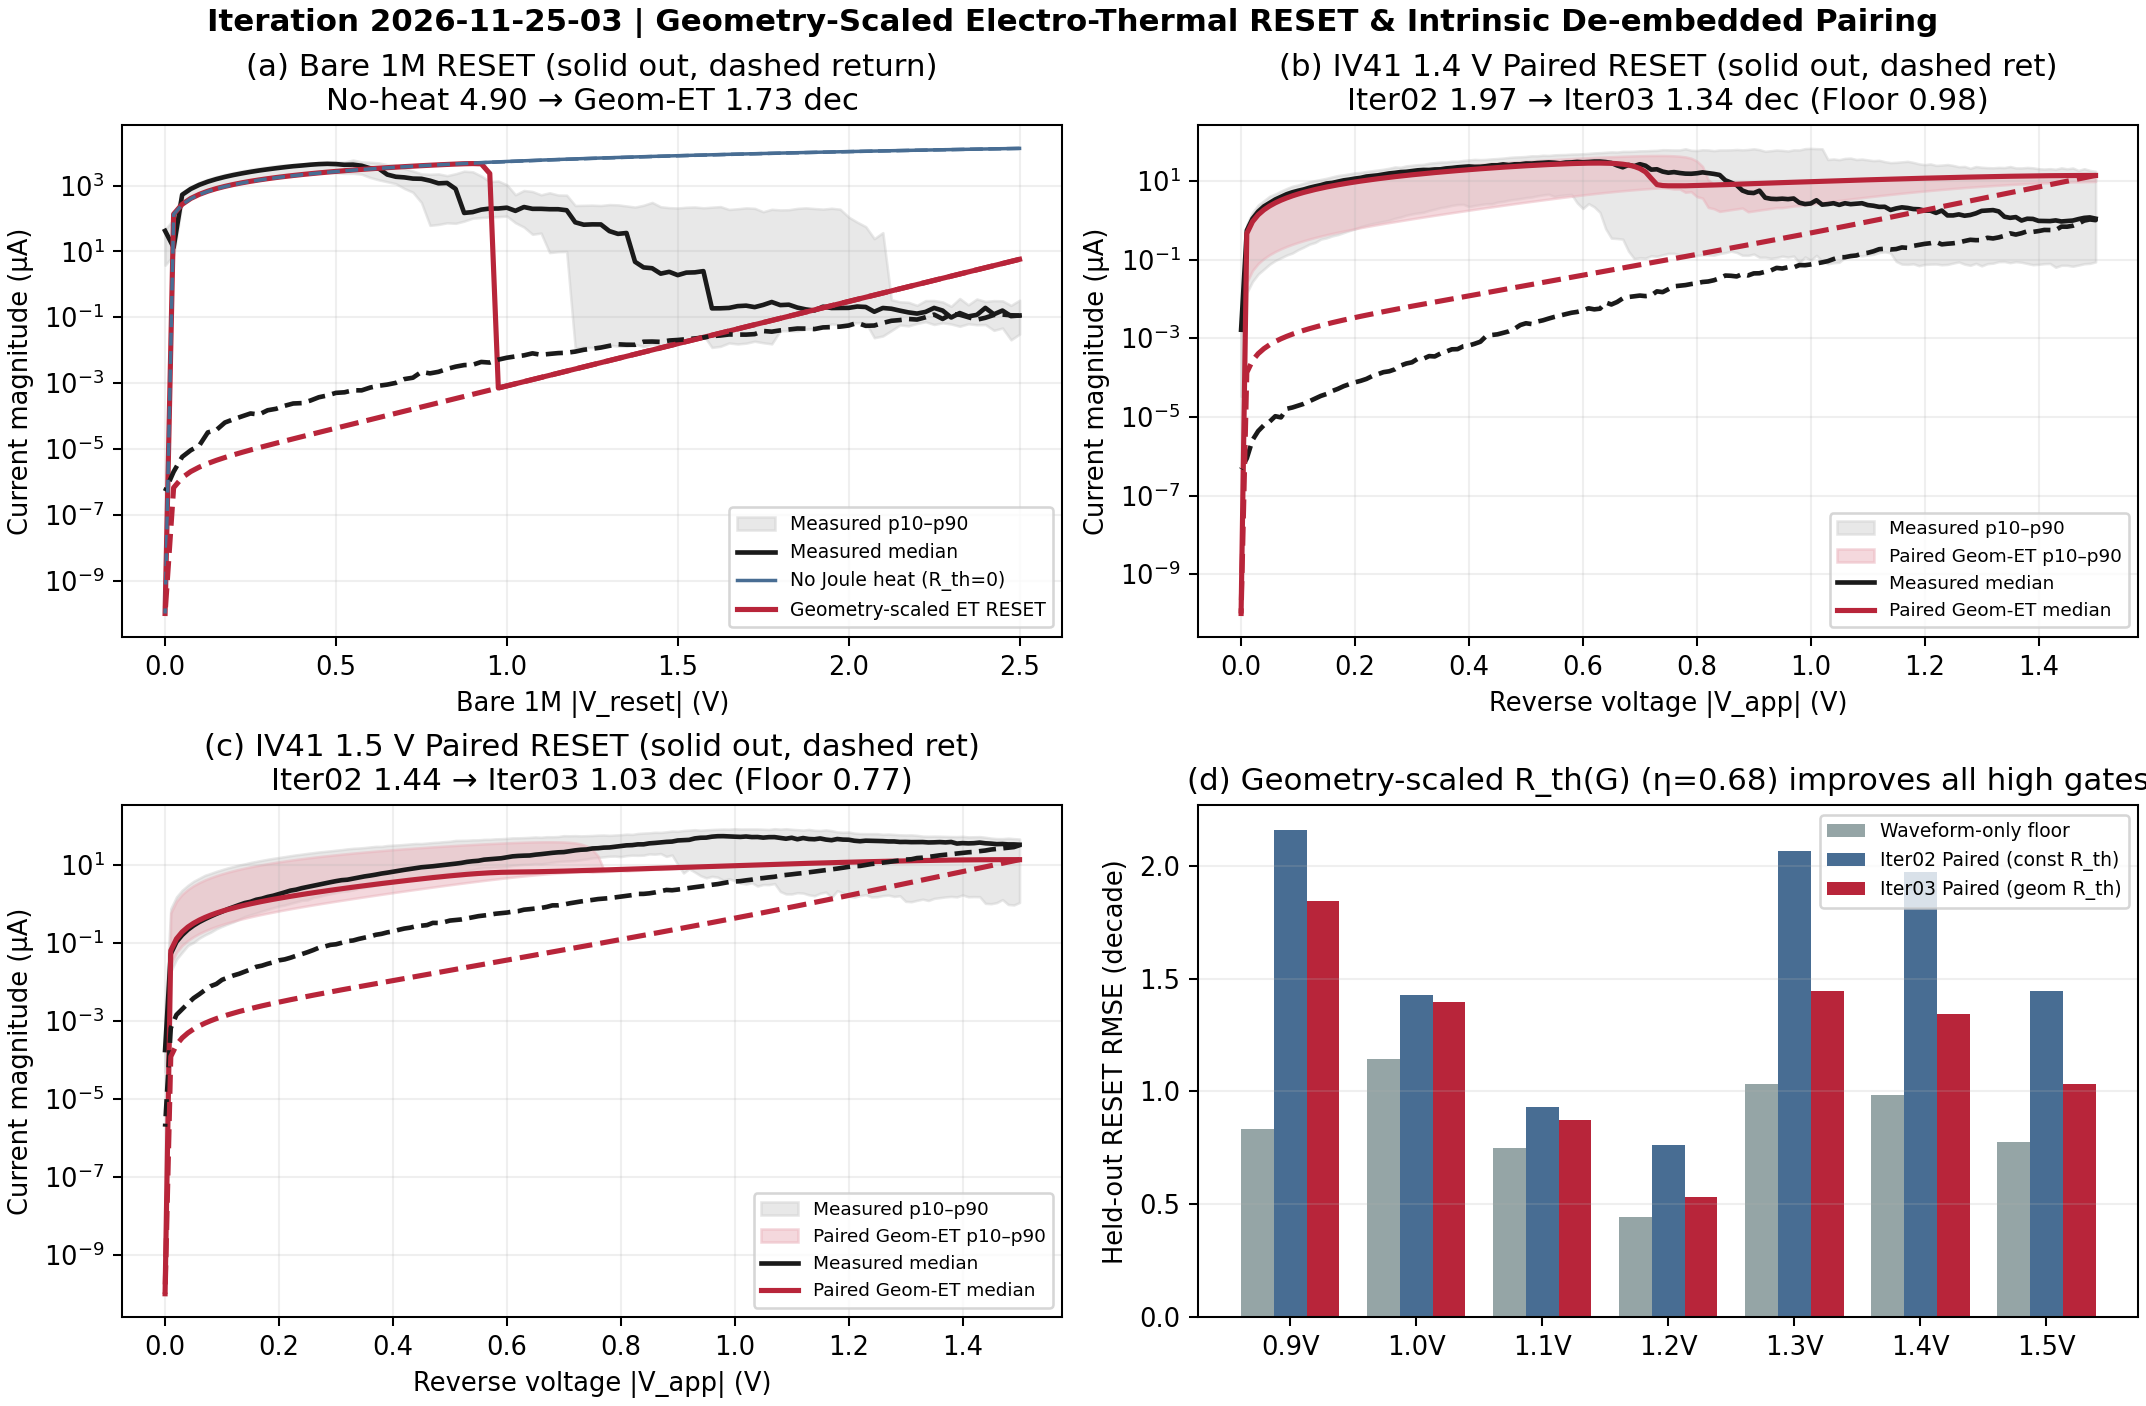 Iteration 2026-11-25-03 | Geometry-Scaled Electro-Thermal RESET & Intrinsic De-embedded Pairing
(a) Bare 1M RESET (solid out, dashed return)
No-heat 4.90 → Geom-ET 1.73 dec
Current magnitude (μA)
10³
10¹
10⁻¹
10⁻³
10⁻⁵
10⁻⁷
10⁻⁹
Measured p10–p90
Measured median
No Joule heat (R_th=0)
Geometry-scaled ET RESET
0.0 0.5 1.0 1.5 2.0 2.5
Bare 1M |V_reset| (V)
(b) IV41 1.4 V Paired RESET (solid out, dashed ret)
Iter02 1.97 → Iter03 1.34 dec (Floor 0.98)
Current magnitude (μA)
10¹
10⁻¹
10⁻³
10⁻⁵
10⁻⁷
10⁻⁹
Measured p10–p90
Paired Geom-ET p10–p90
Measured median
Paired Geom-ET median
0.0 0.2 0.4 0.6 0.8 1.0 1.2 1.4
Reverse voltage |V_app| (V)
(c) IV41 1.5 V Paired RESET (solid out, dashed ret)
Iter02 1.44 → Iter03 1.03 dec (Floor 0.77)
Current magnitude (μA)
10¹
10⁻¹
10⁻³
10⁻⁵
10⁻⁷
10⁻⁹
Measured p10–p90
Paired Geom-ET p10–p90
Measured median
Paired Geom-ET median
0.0 0.2 0.4 0.6 0.8 1.0 1.2 1.4
Reverse voltage |V_app| (V)
(d) Geometry-scaled R_th(G) (η=0.68) improves all high gates
Held-out RESET RMSE (decade)
2.0
1.5
1.0
0.5
0.0
Waveform-only floor
Iter02 Paired (const R_th)
Iter03 Paired (geom R_th)
0.9V 1.0V 1.1V 1.2V 1.3V 1.4V 1.5V